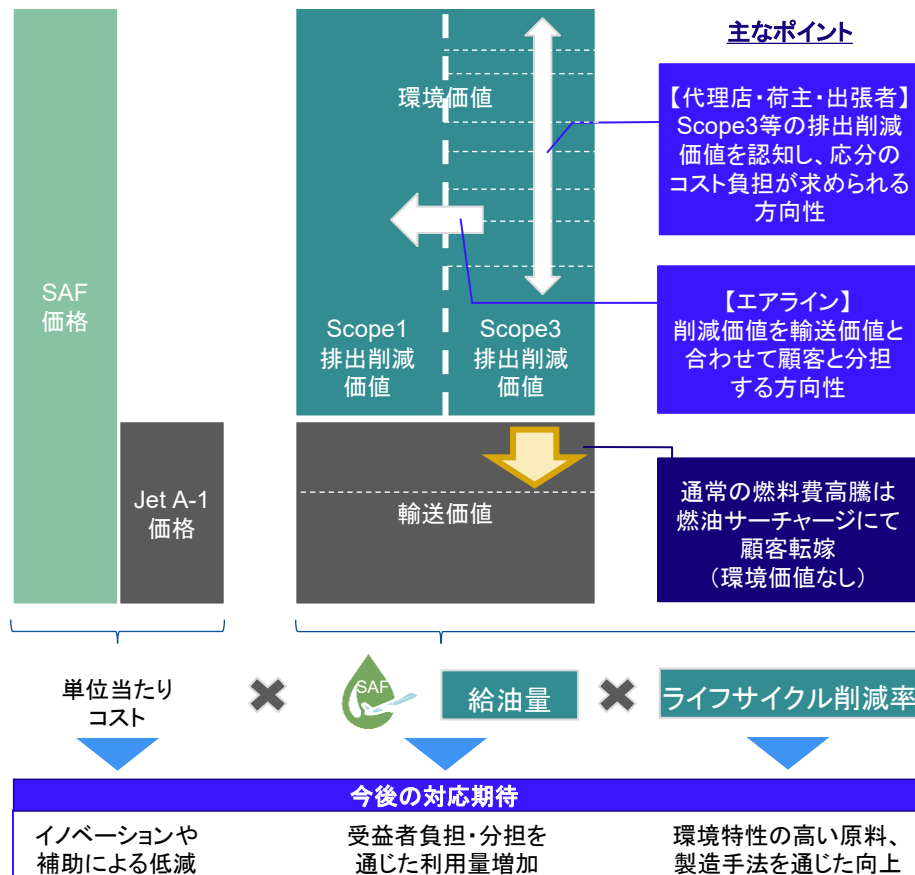 主なポイント
環境価値
【代理店・荷主・出張者】
Scope3等の排出削減
価値を認知し、応分の
コスト負担が求められる
方向性
SAF
価格
Scope1
排出削減
価値
Scope3
排出削減
価値
【エアライン】
削減価値を輸送価値と
合わせて顧客と分担
する方向性
Jet A-1
価格
輸送価値
通常の燃料費高騰は
燃油サーチャージにて
顧客転嫁
（環境価値なし）
単位当たり
コスト
SAF
給油量
ライフサイクル削減率
今後の対応期待
イノベーションや
補助による低減
受益者負担・分担を
通じた利用量増加
環境特性の高い原料、
製造手法を通じた向上